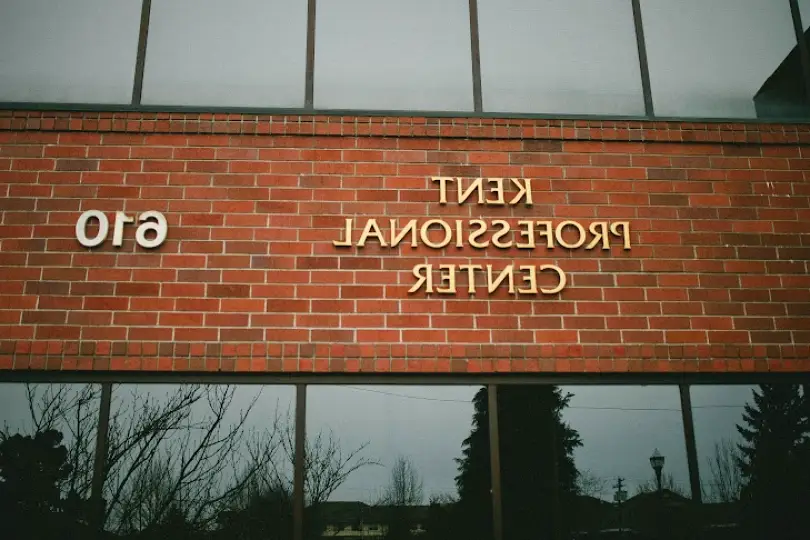 KENT
PROFESSIONAL
CENTER
610